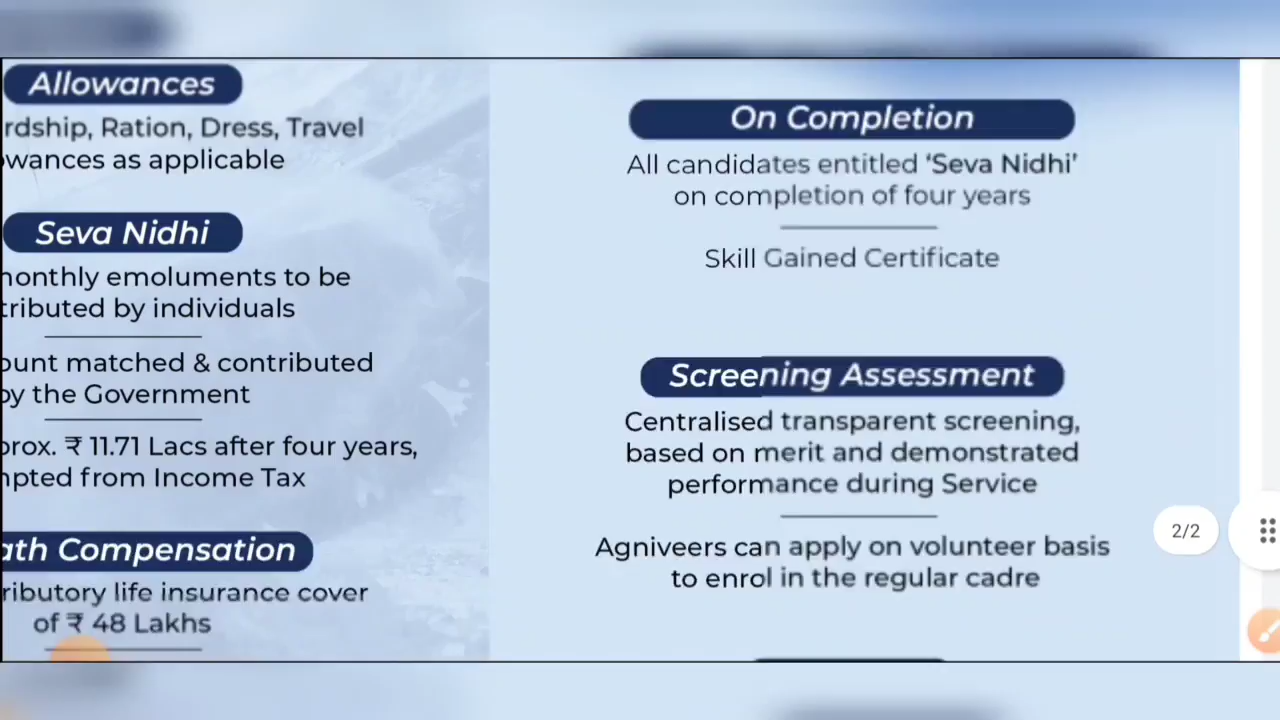 Allowances
rdship, Ration, Dress, Travel
owances as applicable
Seva Nidhi
monthly emoluments to be
tributed by individuals
ount matched & contributed
by the Government
prox. ₹ 11.71 Lacs after four years,
mpted from Income Tax
ath Compensation
ributory life insurance cover
of ₹ 48 Lakhs
On Completion
All candidates entitled ‘Seva Nidhi’
on completion of four years
Skill Gained Certificate
Screening Assessment
Centralised transparent screening,
based on merit and demonstrated
performance during Service
Agniveers can apply on volunteer basis
to enrol in the regular cadre
2/2